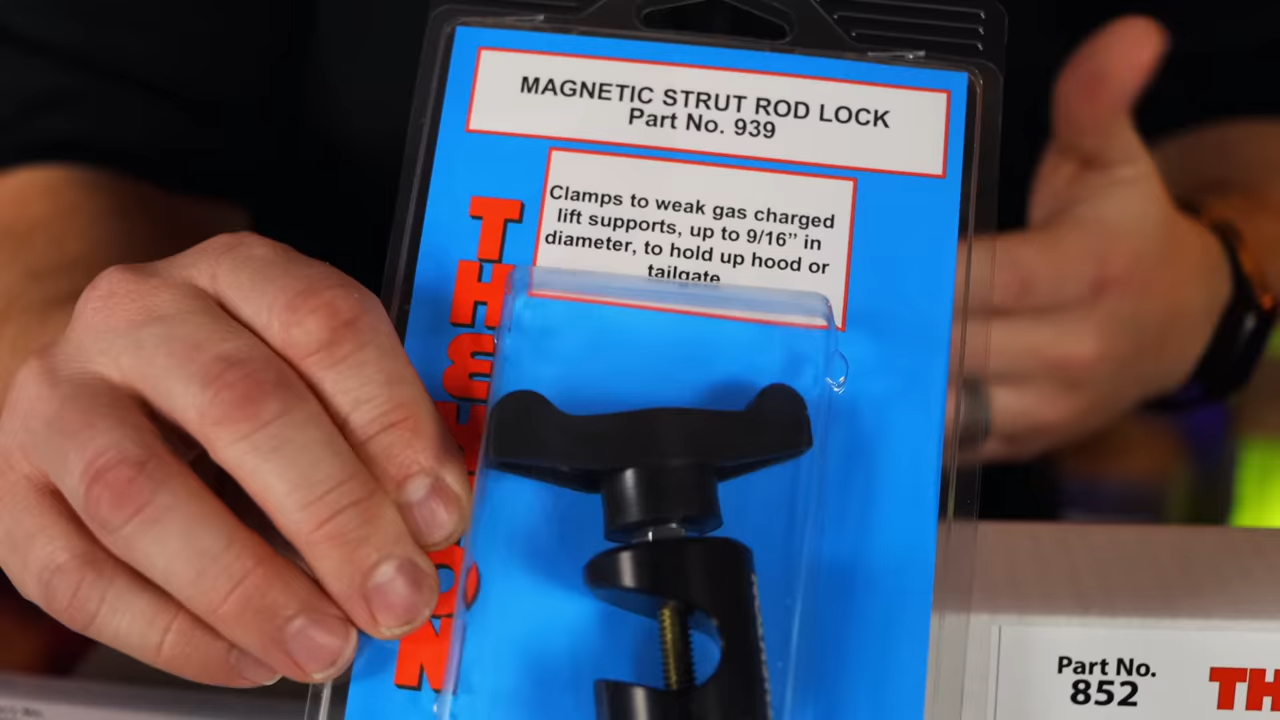 MAGNETIC STRUT ROD LOCK
Part No. 939
Clamps to weak gas charged
lift supports, up to 9/16” in
diameter, to hold up hood or
tailgate
Part No.
852